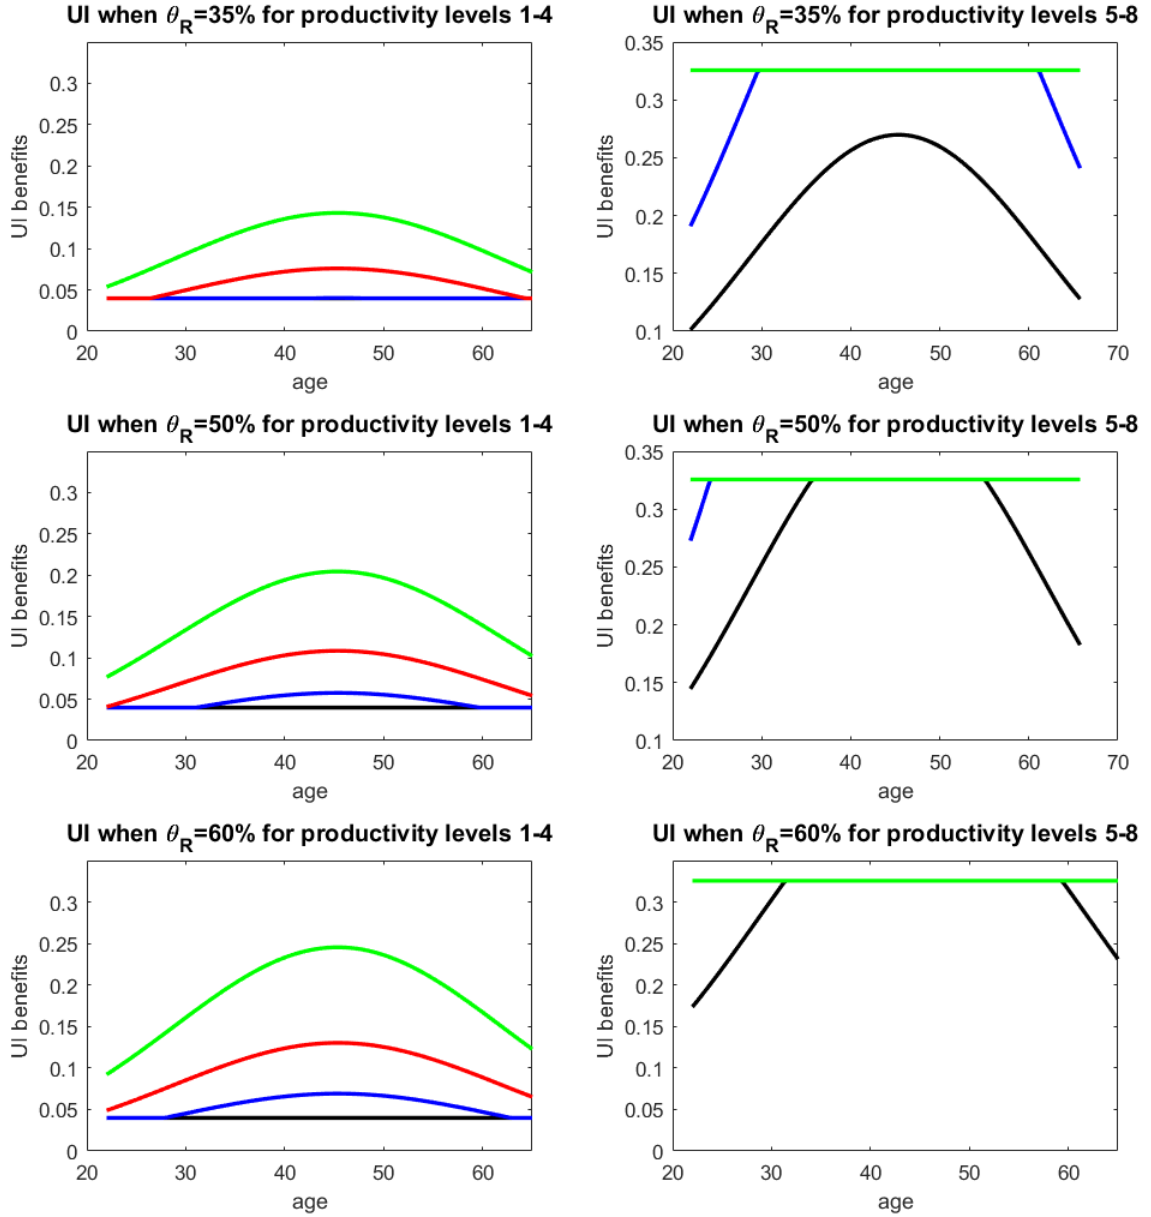 UI when θR=35% for productivity levels 1-4
UI benefits
0.3
0.25
0.2
0.15
0.1
0.05
0
20 30 40 50 60
age
UI when θR=35% for productivity levels 5-8
UI benefits
0.35
0.3
0.25
0.2
0.15
0.1
20 30 40 50 60 70
age
UI when θR=50% for productivity levels 1-4
UI benefits
0.3
0.25
0.2
0.15
0.1
0.05
0
20 30 40 50 60
age
UI when θR=50% for productivity levels 5-8
UI benefits
0.35
0.3
0.25
0.2
0.15
0.1
20 30 40 50 60 70
age
UI when θR=60% for productivity levels 1-4
UI benefits
0.3
0.25
0.2
0.15
0.1
0.05
0
20 30 40 50 60
age
UI when θR=60% for productivity levels 5-8
UI benefits
0.3
0.25
0.2
0.15
0.1
0.05
0
20 30 40 50 60
age